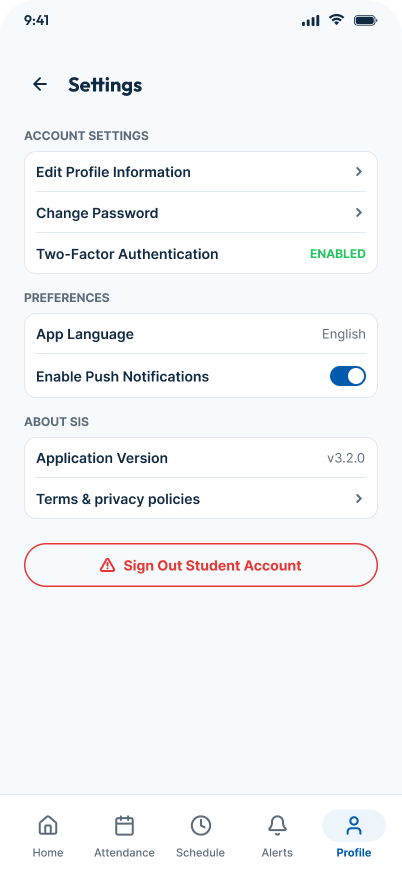 9:41
Settings
ACCOUNT SETTINGS
Edit Profile Information
Change Password
Two-Factor Authentication ENABLED
PREFERENCES
App Language English
Enable Push Notifications
ABOUT SIS
Application Version v3.2.0
Terms & privacy policies
Sign Out Student Account
Home Attendance Schedule Alerts Profile